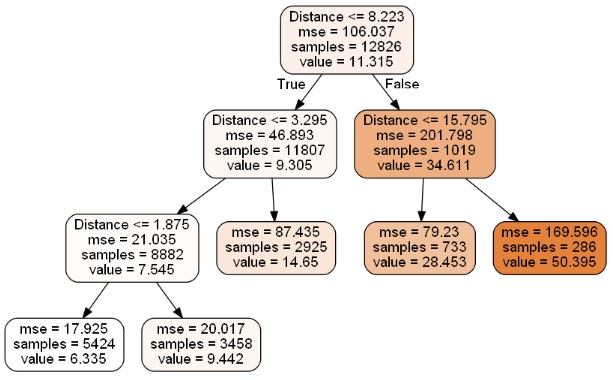 Distance <= 8.223
mse = 106.037
samples = 12826
value = 11.315
True
False
Distance <= 3.295
mse = 46.893
samples = 11807
value = 9.305
Distance <= 15.795
mse = 201.798
samples = 1019
value = 34.611
Distance <= 1.875
mse = 21.035
samples = 8882
value = 7.545
mse = 87.435
samples = 2925
value = 14.65
mse = 79.23
samples = 733
value = 28.453
mse = 169.596
samples = 286
value = 50.395
mse = 17.925
samples = 5424
value = 6.335
mse = 20.017
samples = 3458
value = 9.442